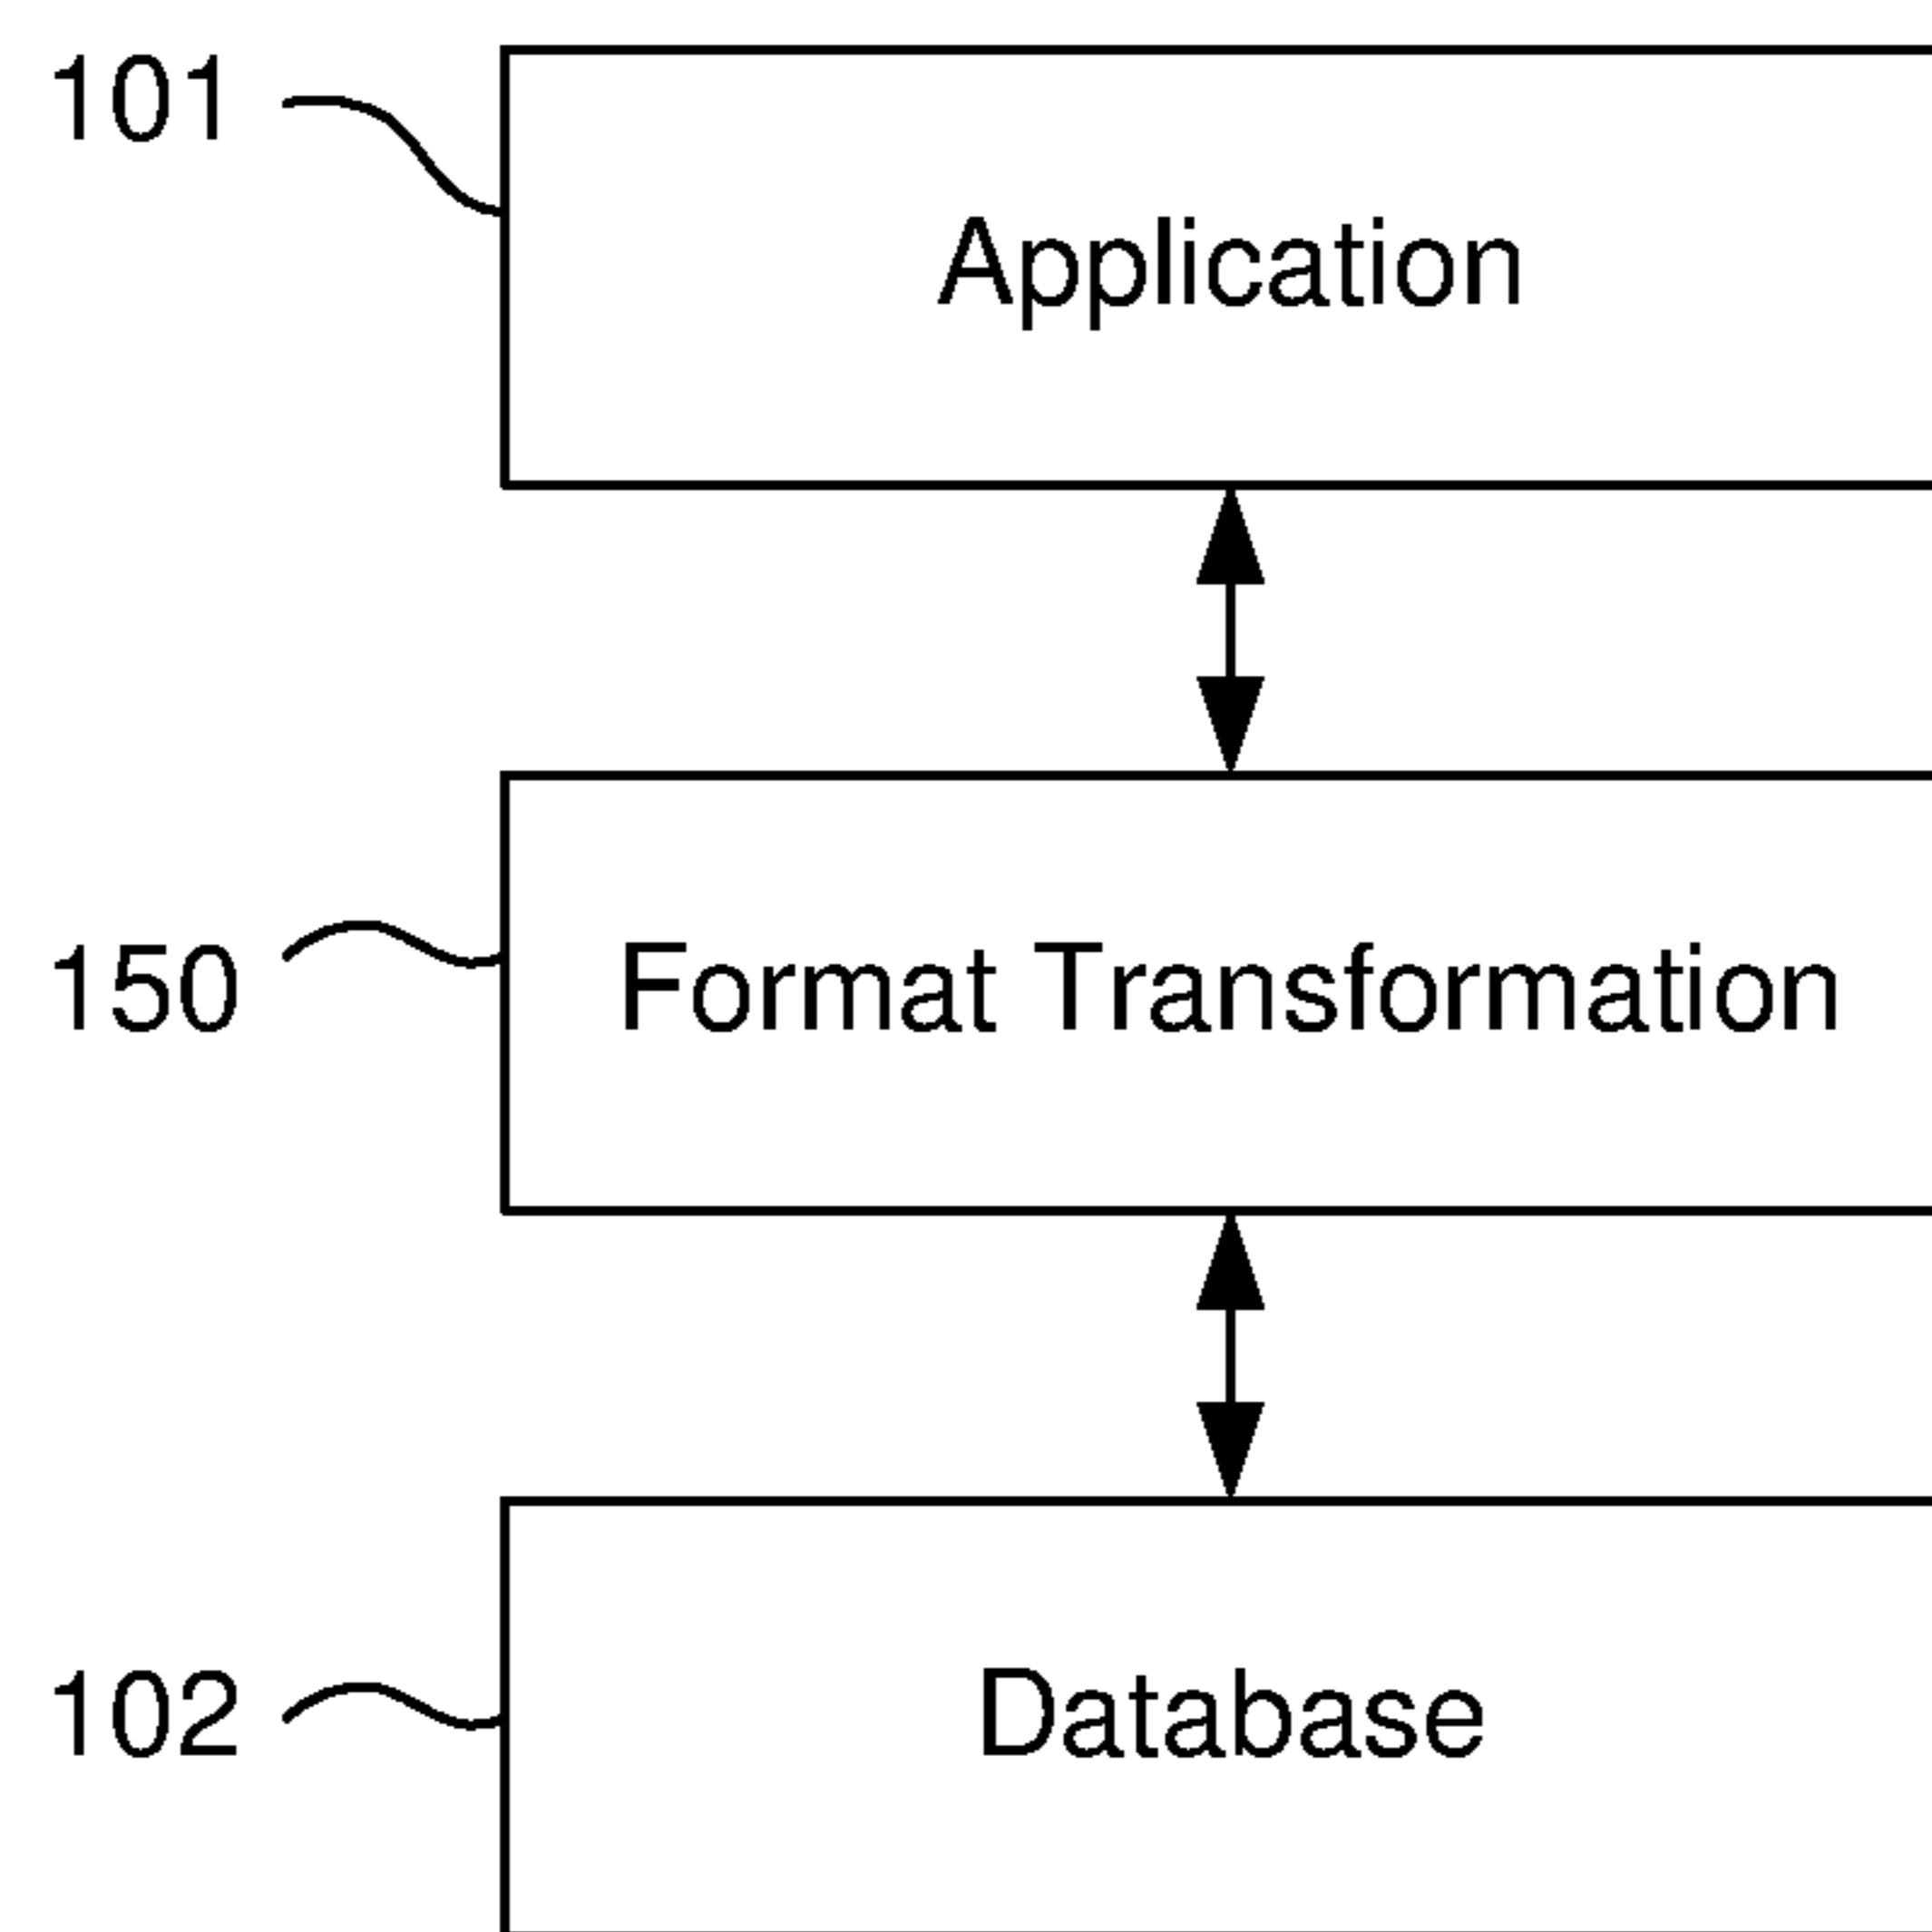 101
Application
150
Format Transformation
102
Database